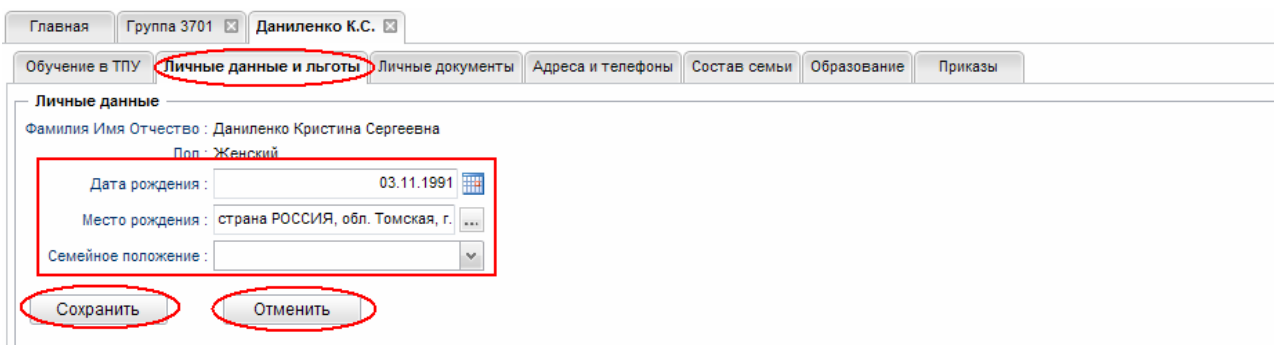 Главная Группа 3701 Даниленко К.С.
Обучение в ТПУ Личные данные и льготы Личные документы Адреса и телефоны Состав семьи Образование Приказы
Личные данные
Фамилия Имя Отчество : Даниленко Кристина Сергеевна
Пол : Женский
Дата рождения : 03.11.1991
Место рождения : страна РОССИЯ, обл. Томская, г. ...
Семейное положение :
Сохранить Отменить